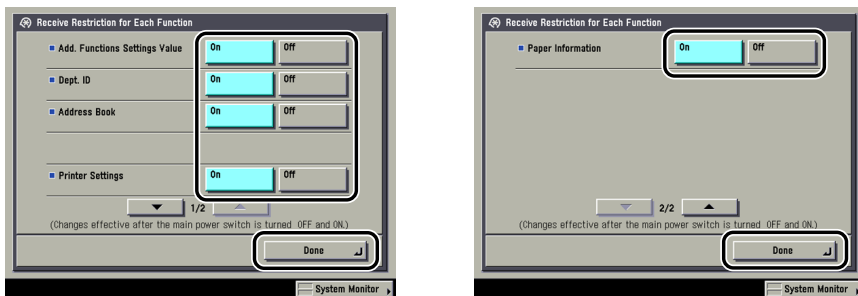 Receive Restriction for Each Function
Add. Functions Settings Value On Off
Dept. ID On Off
Address Book On Off
Printer Settings On Off
1/2
(Changes effective after the main power switch is turned OFF and ON.)
Done
System Monitor
Receive Restriction for Each Function
Paper Information On Off
2/2
(Changes effective after the main power switch is turned OFF and ON.)
Done
System Monitor